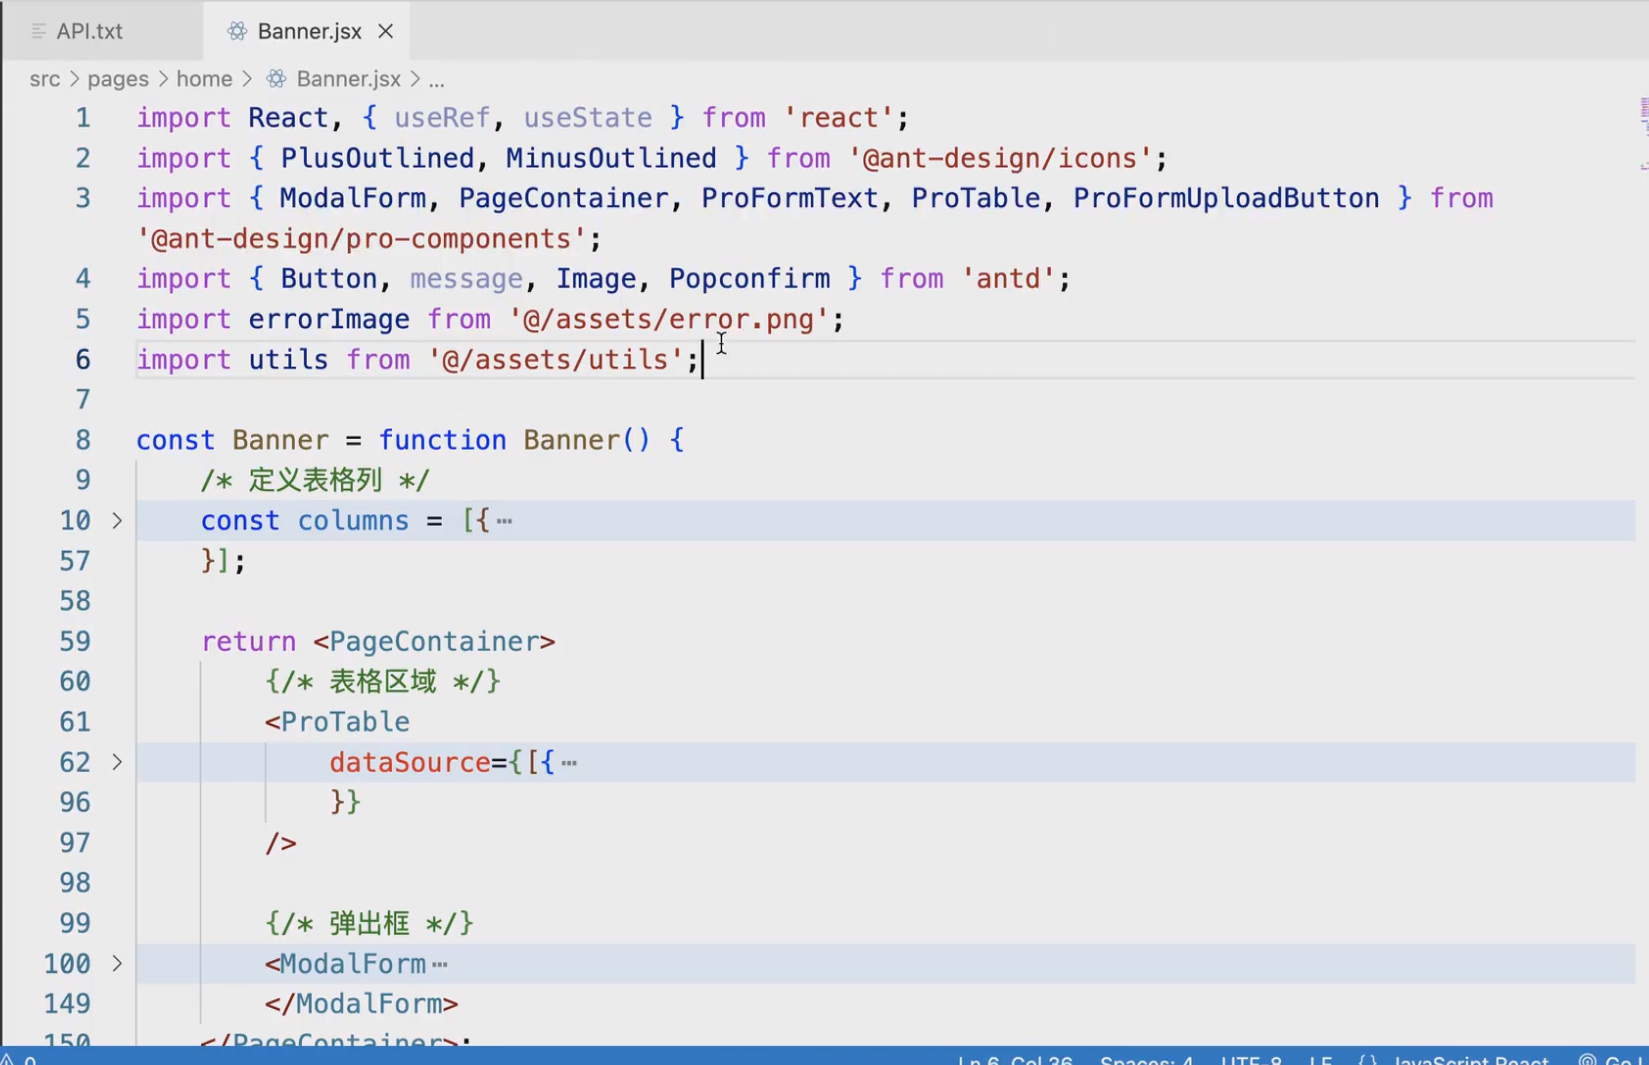 API.txt Banner.jsx
src > pages > home > Banner.jsx > ...
1 import React, { useRef, useState } from 'react';
2 import { PlusOutlined, MinusOutlined } from '@ant-design/icons';
3 import { ModalForm, PageContainer, ProFormText, ProTable, ProFormUploadButton } from
'@ant-design/pro-components';
4 import { Button, message, Image, Popconfirm } from 'antd';
5 import errorImage from '@/assets/error.png';
6 import utils from '@/assets/utils';
7
8 const Banner = function Banner() {
9 /* 定义表格列 */
10 const columns = [{ ⋯
57 }];
58
59 return <PageContainer>
60 {/* 表格区域 */}
61 <ProTable
62 dataSource={[{ ⋯
96 }}
97 />
98
99 {/* 弹出框 */}
100 <ModalForm ⋯
149 </ModalForm>
150 </PageContainer>;
0 Ln 6, Col 36 Spaces: 4 UTF-8 LF {} JavaScript React Go